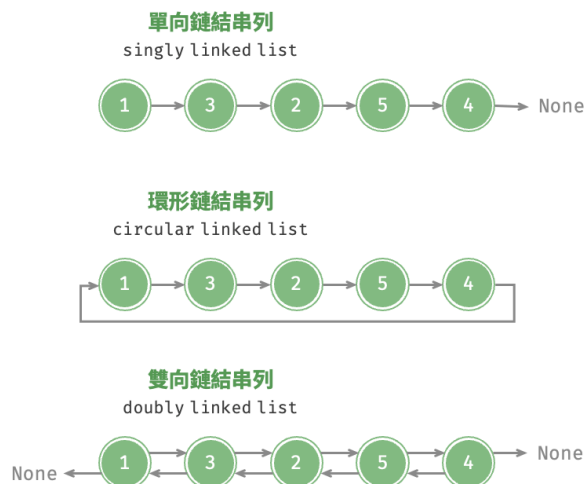 單向鏈結串列
singly linked list
1 3 2 5 4 None
環形鏈結串列
circular linked list
1 3 2 5 4
雙向鏈結串列
doubly linked list
1 3 2 5 4 None
None